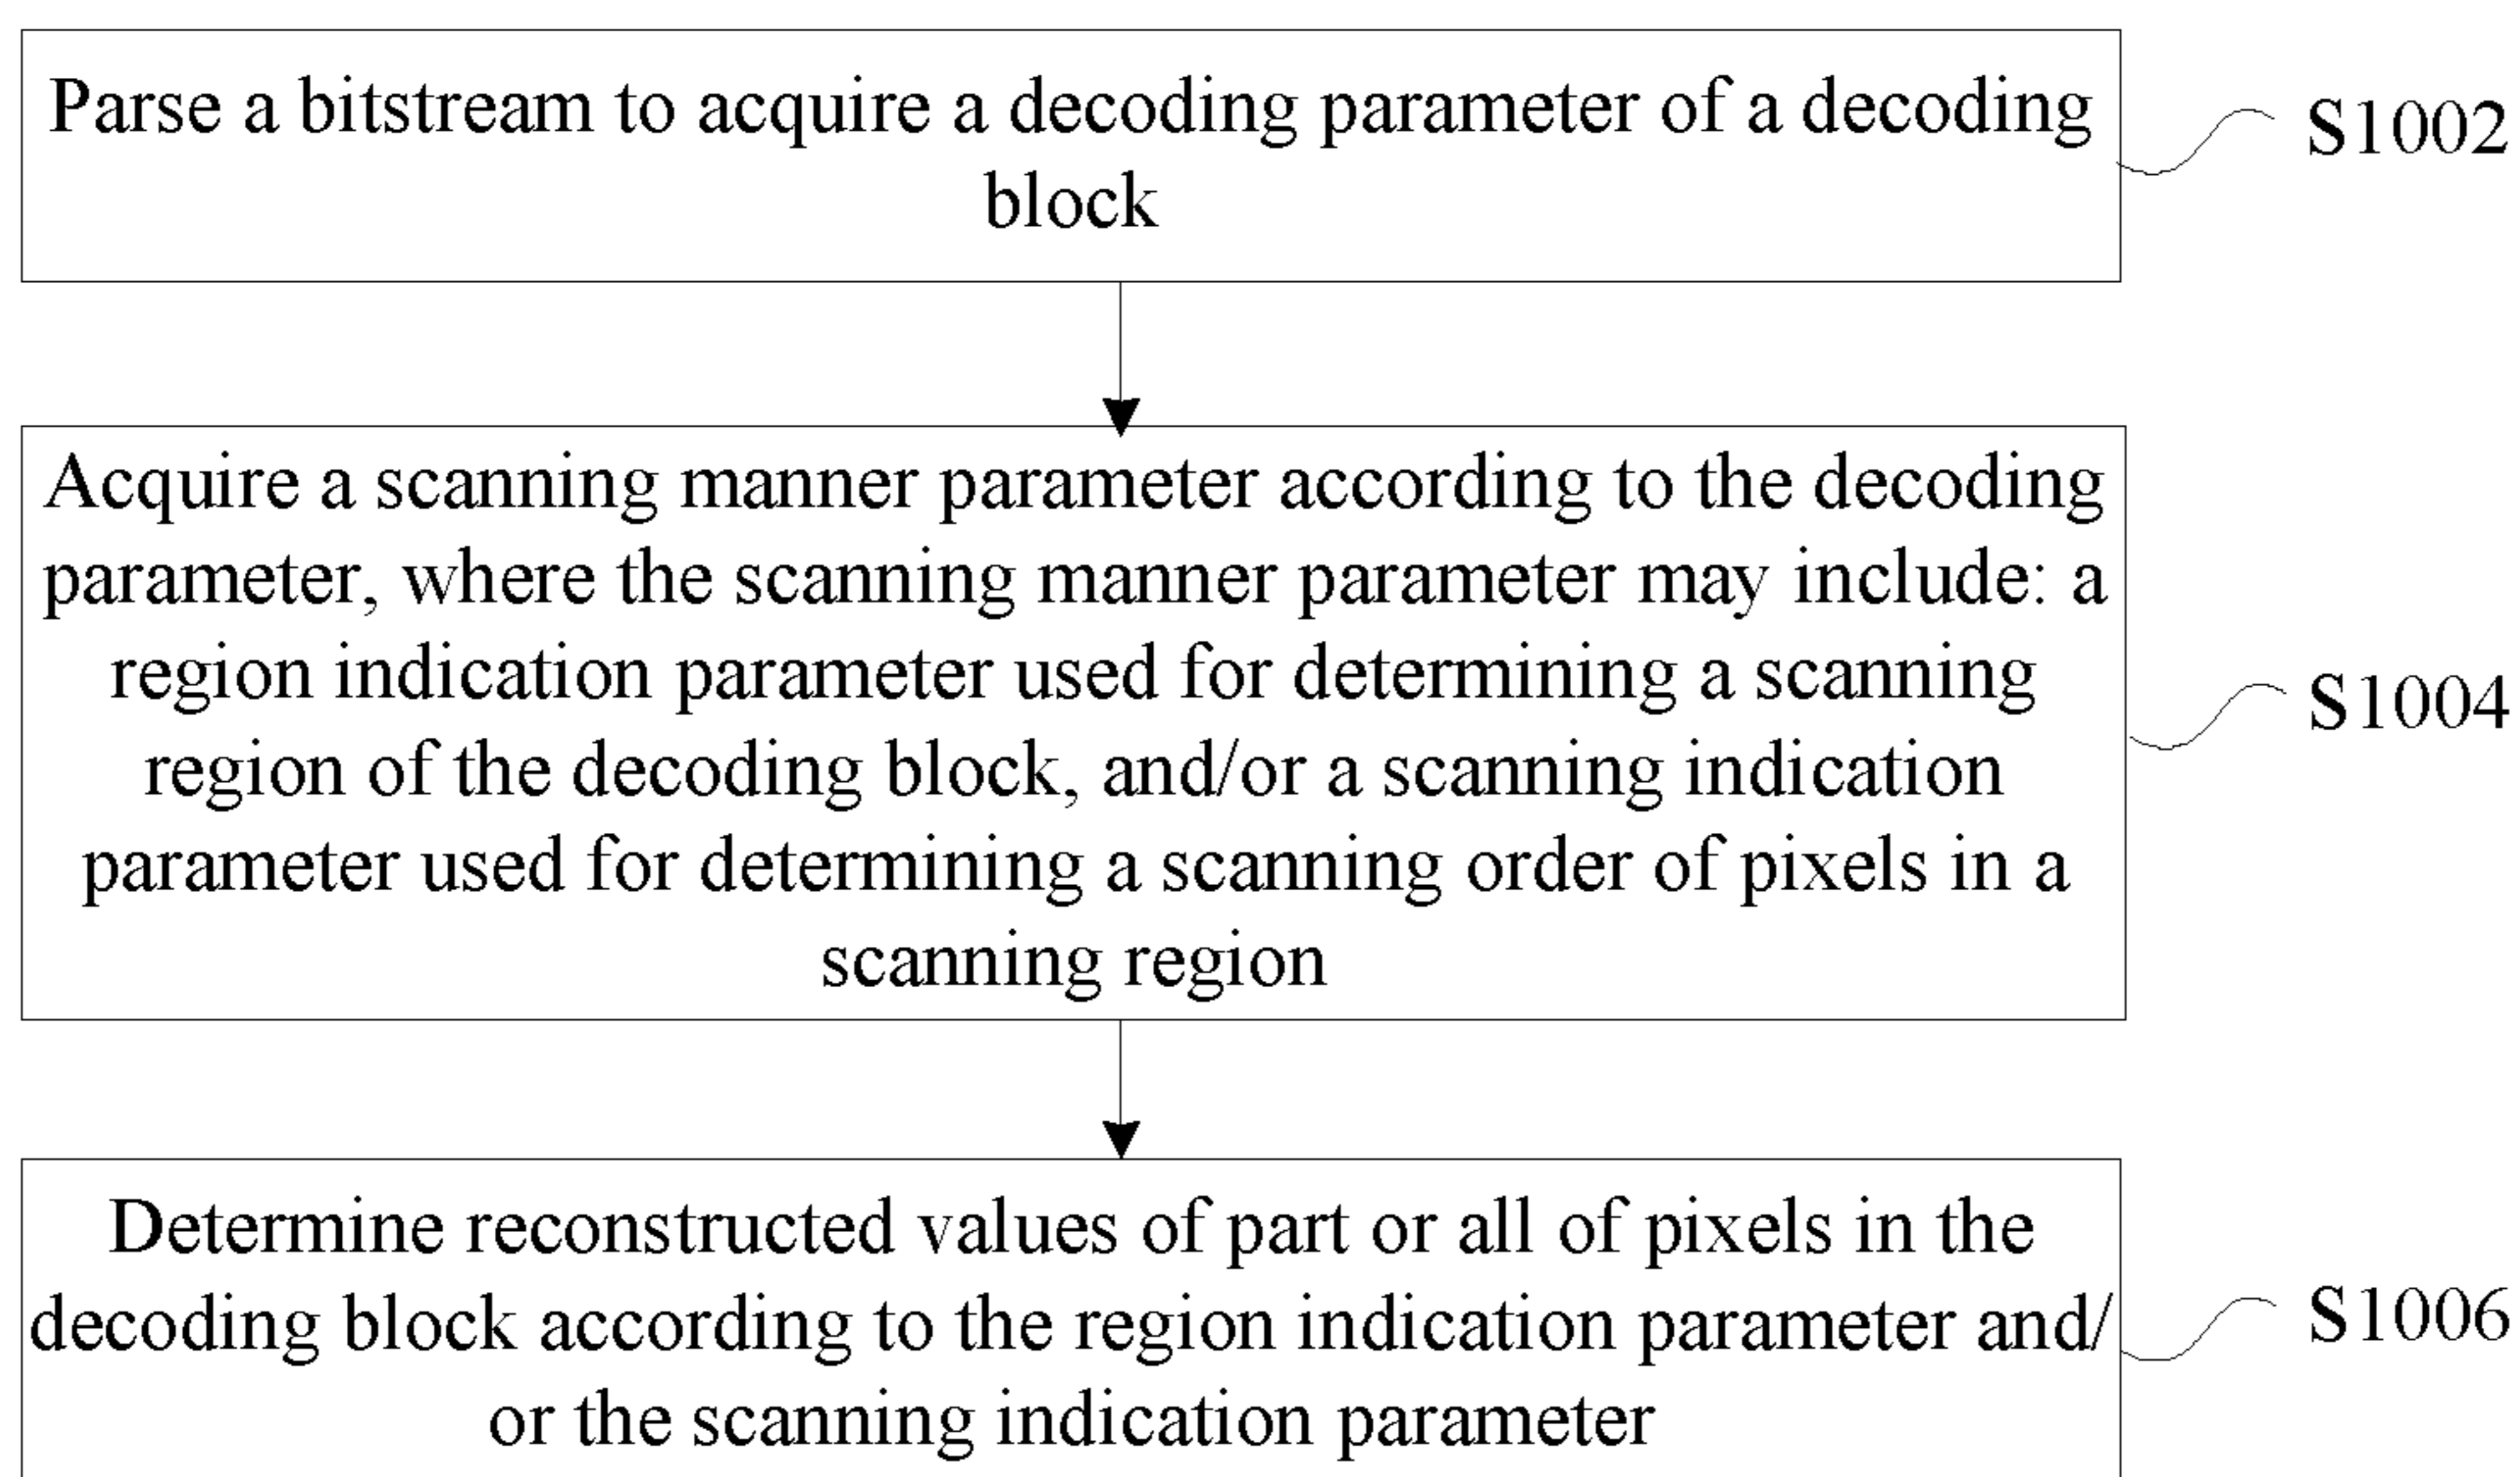 Parse a bitstream to acquire a decoding parameter of a decoding
block
S1002
Acquire a scanning manner parameter according to the decoding
parameter, where the scanning manner parameter may include: a
region indication parameter used for determining a scanning
region of the decoding block, and/or a scanning indication
parameter used for determining a scanning order of pixels in a
scanning region
S1004
Determine reconstructed values of part or all of pixels in the
decoding block according to the region indication parameter and/
or the scanning indication parameter
S1006